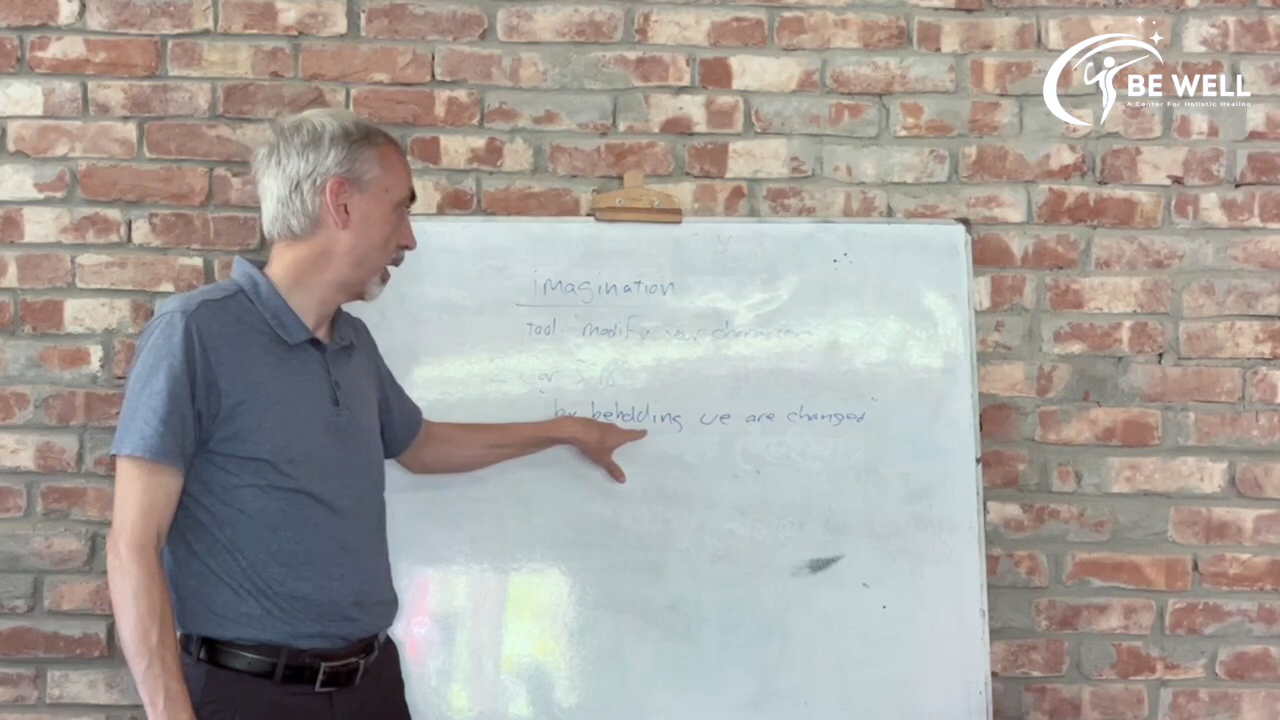 BE WELL
A Center For Holistic Healing
imagination
Tool modify your character
2 Cor 3:18
"by beholding we are changed"